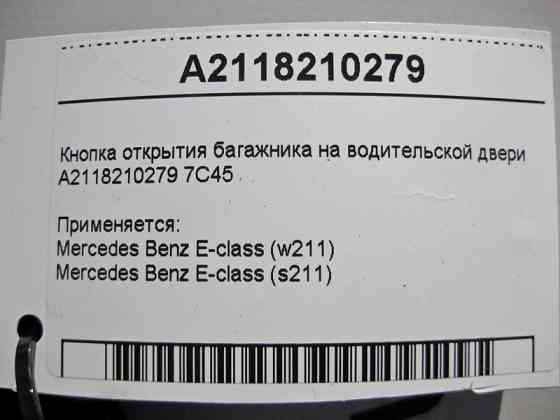 A2118210279
Кнопка открытия багажника на водительской двери
A2118210279 7C45
Применяется:
Mercedes Benz E-class (w211)
Mercedes Benz E-class (s211)